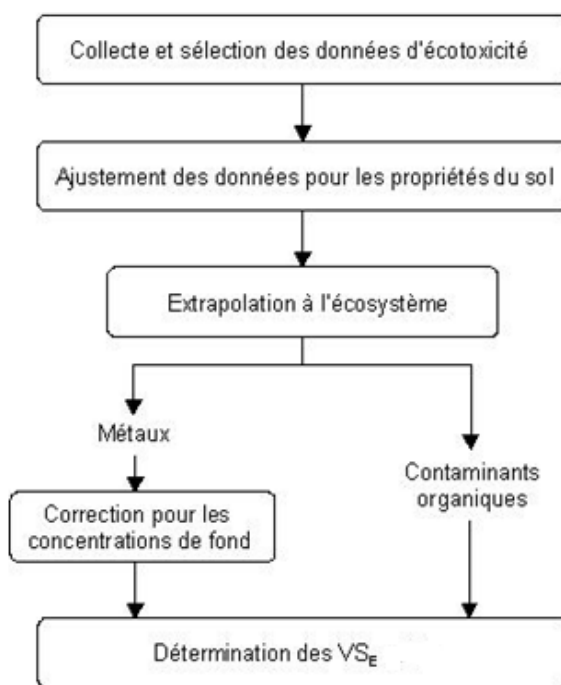 Collecte et sélection des données d'écotoxicité
Ajustement des données pour les propriétés du sol
Extrapolation à l'écosystème
Métaux
Contaminants
organiques
Correction pour les
concentrations de fond
Détermination des VSE